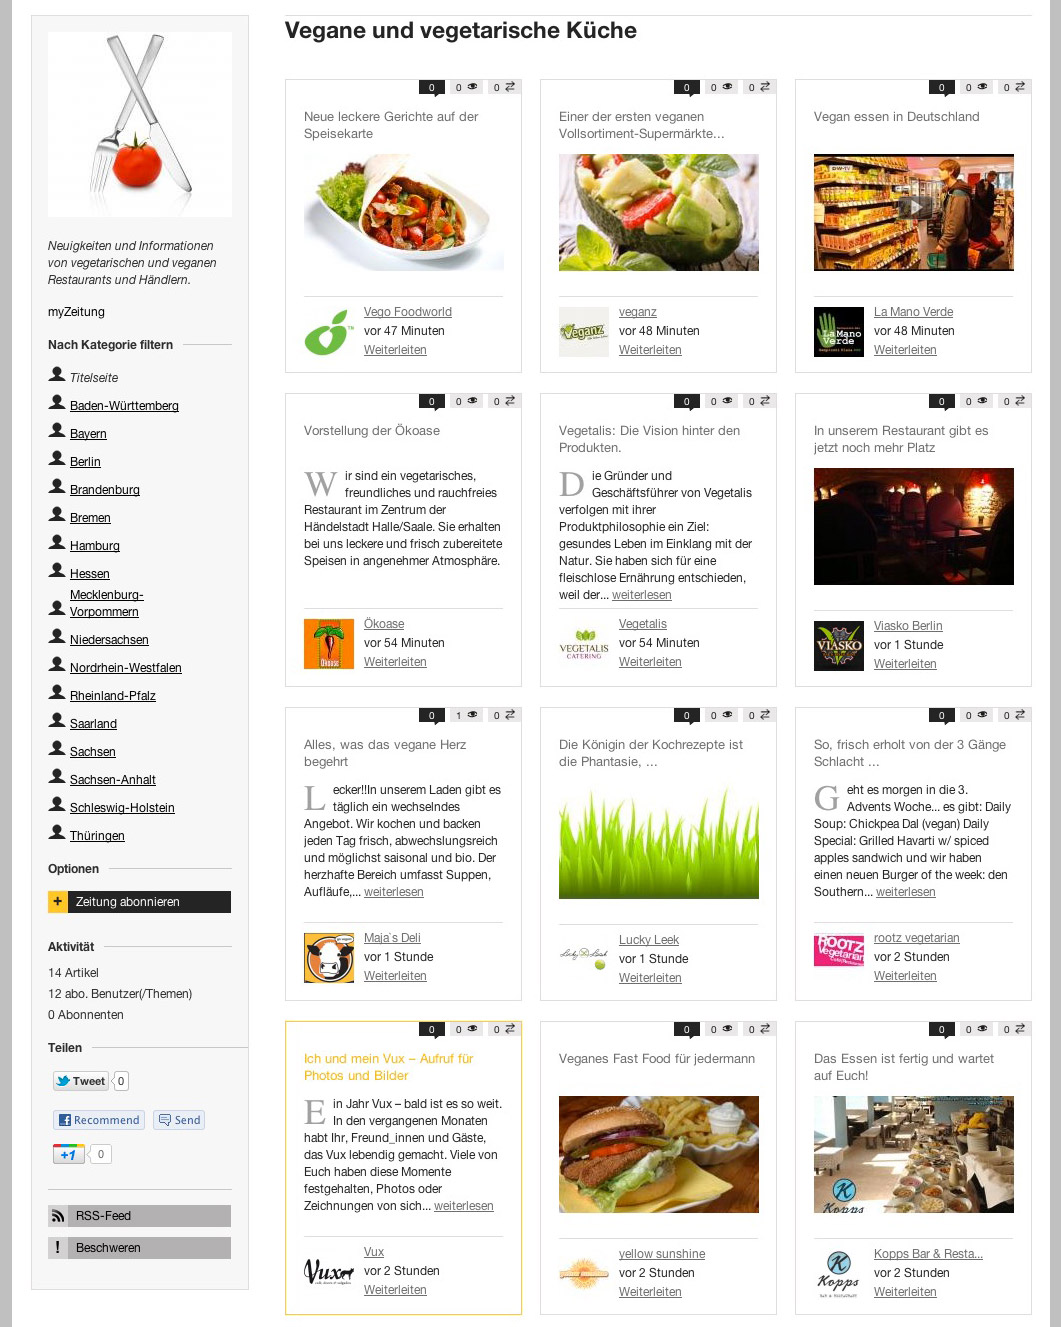 Vegane und vegetarische Küche
Neuigkeiten und Informationen
von vegetarischen und veganen
Restaurants und Händlern.
myZeitung
Nach Kategorie filtern
Titelseite
Baden-Württemberg
Bayern
Berlin
Brandenburg
Bremen
Hamburg
Hessen
Mecklenburg-
Vorpommern
Niedersachsen
Nordrhein-Westfalen
Rheinland-Pfalz
Saarland
Sachsen
Sachsen-Anhalt
Schleswig-Holstein
Thüringen
Optionen
+ Zeitung abonnieren
Aktivität
14 Artikel
12 abo. Benutzer(/Themen)
0 Abonnenten
Teilen
Tweet 0
Recommend Send
+1 0
RSS-Feed
! Beschweren
0 0 0
Neue leckere Gerichte auf der
Speisekarte
Vego Foodworld
vor 47 Minuten
Weiterleiten
0 0 0
Einer der ersten veganen
Vollsortiment-Supermärkte...
Veganz
veganz
vor 48 Minuten
Weiterleiten
0 0 0
Vegan essen in Deutschland
DW-TV
La Mano
Verde
La Mano Verde
vor 48 Minuten
Weiterleiten
0 0 0
Vorstellung der Ökoase
Wir sind ein vegetarisches,
freundliches und rauchfreies
Restaurant im Zentrum der
Händelstadt Halle/Saale. Sie erhalten
bei uns leckere und frisch zubereitete
Speisen in angenehmer Atmosphäre.
Ökoase
Ökoase
vor 54 Minuten
Weiterleiten
0 0 0
Vegetalis: Die Vision hinter den
Produkten.
Die Gründer und
Geschäftsführer von Vegetalis
verfolgen mit ihrer
Produktphilosophie ein Ziel:
gesundes Leben im Einklang mit der
Natur. Sie haben sich für eine
fleischlose Ernährung entschieden,
weil der... weiterlesen
VEGETALIS
CATERING
Vegetalis
vor 54 Minuten
Weiterleiten
0 0 0
In unserem Restaurant gibt es
jetzt noch mehr Platz
VIASKO
Viasko Berlin
vor 1 Stunde
Weiterleiten
0 1 0
Alles, was das vegane Herz
begehrt
Lecker!!In unserem Laden gibt es
täglich ein wechselndes
Angebot. Wir kochen und backen
jeden Tag frisch, abwechslungsreich
und möglichst saisonal und bio. Der
herzhafte Bereich umfasst Suppen,
Aufläufe,... weiterlesen
Maja`s Deli
vor 1 Stunde
Weiterleiten
0 0 0
Die Königin der Kochrezepte ist
die Phantasie, ...
Lucky Leek
Lucky Leek
vor 1 Stunde
Weiterleiten
0 0 0
So, frisch erholt von der 3 Gänge
Schlacht ...
Geht es morgen in die 3.
Advents Woche... es gibt: Daily
Soup: Chickpea Dal (vegan) Daily
Special: Grilled Havarti w/ spiced
apples sandwich und wir haben
einen neuen Burger of the week: den
Southern... weiterlesen
ROOTZ
Vegetarian
rootz vegetarian
vor 2 Stunden
Weiterleiten
0 0 0
Ich und mein Vux – Aufruf für
Photos und Bilder
Ein Jahr Vux – bald ist es so weit.
In den vergangenen Monaten
habt Ihr, Freund_innen und Gäste,
das Vux lebendig gemacht. Viele von
Euch haben diese Momente
festgehalten, Photos oder
Zeichnungen von sich... weiterlesen
Vux
Vux
vor 2 Stunden
Weiterleiten
0 0 0
Veganes Fast Food für jedermann
yellow sunshine
vor 2 Stunden
Weiterleiten
0 0 0
Das Essen ist fertig und wartet
auf Euch!
K
Kopps
K
Kopps
BAR & RESTAURANT
Kopps Bar & Resta...
vor 2 Stunden
Weiterleiten